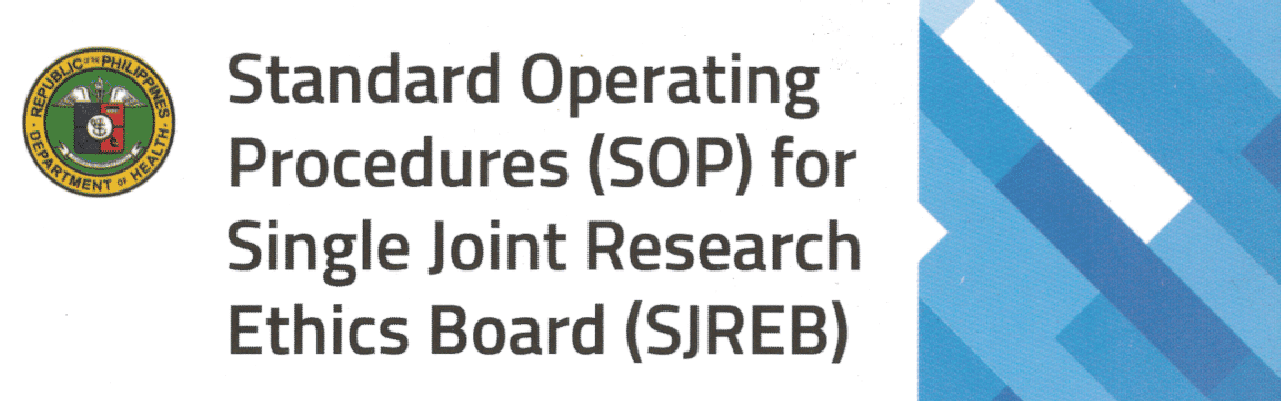 REPUBLIC OF THE PHILIPPINES
DEPARTMENT OF HEALTH
Standard Operating
Procedures (SOP) for
Single Joint Research
Ethics Board (SJREB)